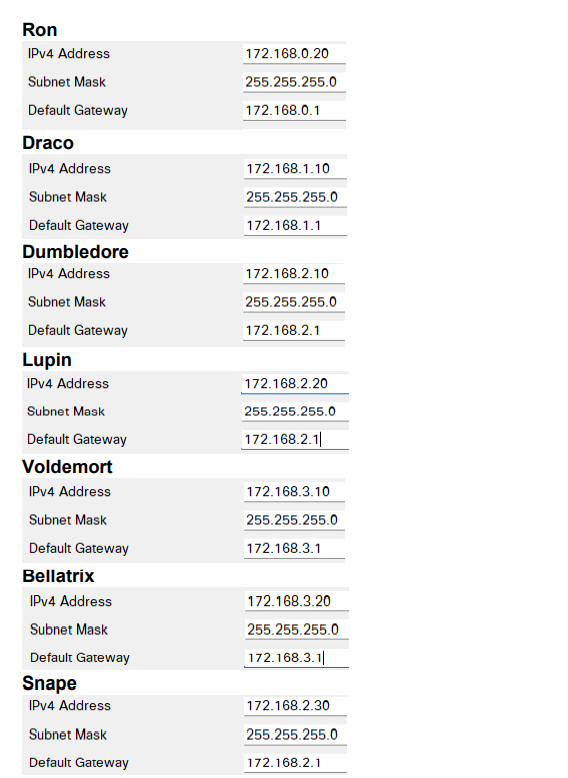 Ron
IPv4 Address 172.168.0.20
Subnet Mask 255.255.255.0
Default Gateway 172.168.0.1
Draco
IPv4 Address 172.168.1.10
Subnet Mask 255.255.255.0
Default Gateway 172.168.1.1
Dumbledore
IPv4 Address 172.168.2.10
Subnet Mask 255.255.255.0
Default Gateway 172.168.2.1
Lupin
IPv4 Address 172.168.2.20
Subnet Mask 255.255.255.0
Default Gateway 172.168.2.1
Voldemort
IPv4 Address 172.168.3.10
Subnet Mask 255.255.255.0
Default Gateway 172.168.3.1
Bellatrix
IPv4 Address 172.168.3.20
Subnet Mask 255.255.255.0
Default Gateway 172.168.3.1
Snape
IPv4 Address 172.168.2.30
Subnet Mask 255.255.255.0
Default Gateway 172.168.2.1